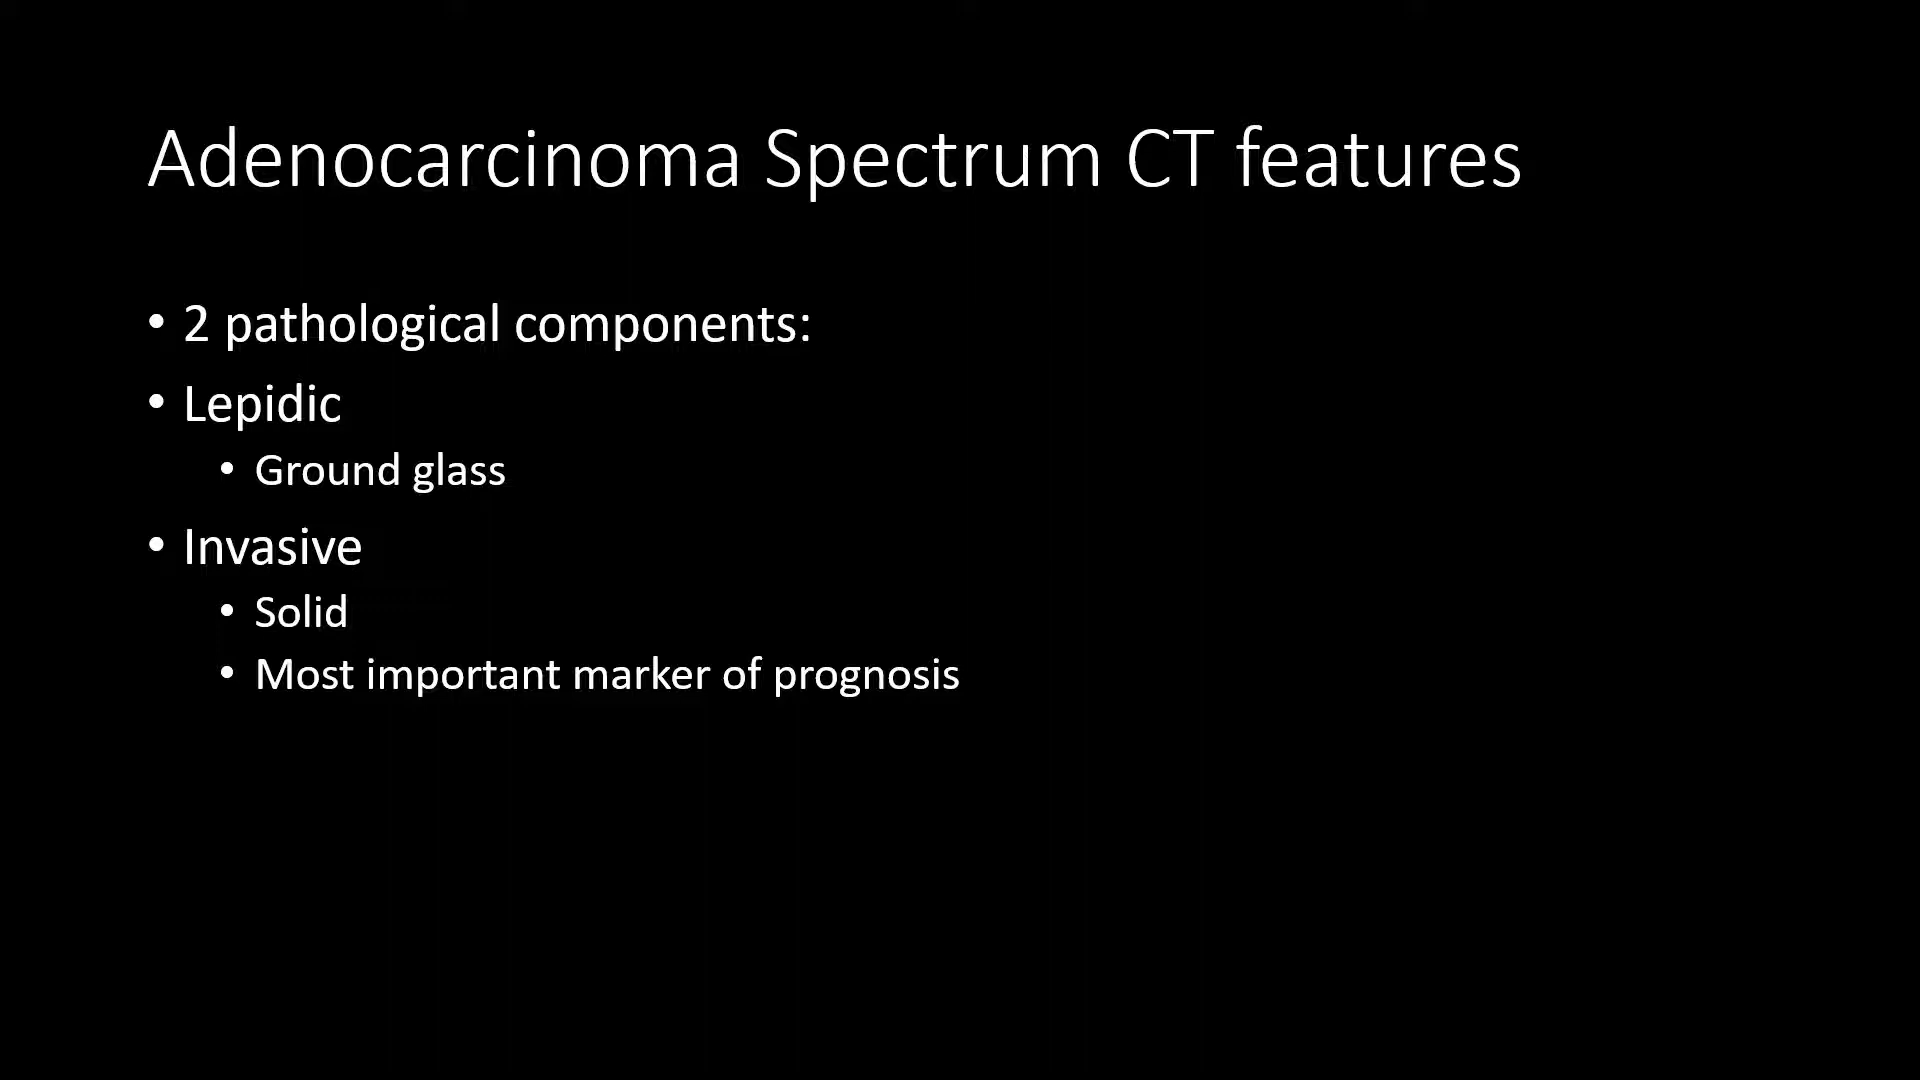 Adenocarcinoma Spectrum CT features
• 2 pathological components:
• Lepidic
• Ground glass
• Invasive
• Solid
• Most important marker of prognosis